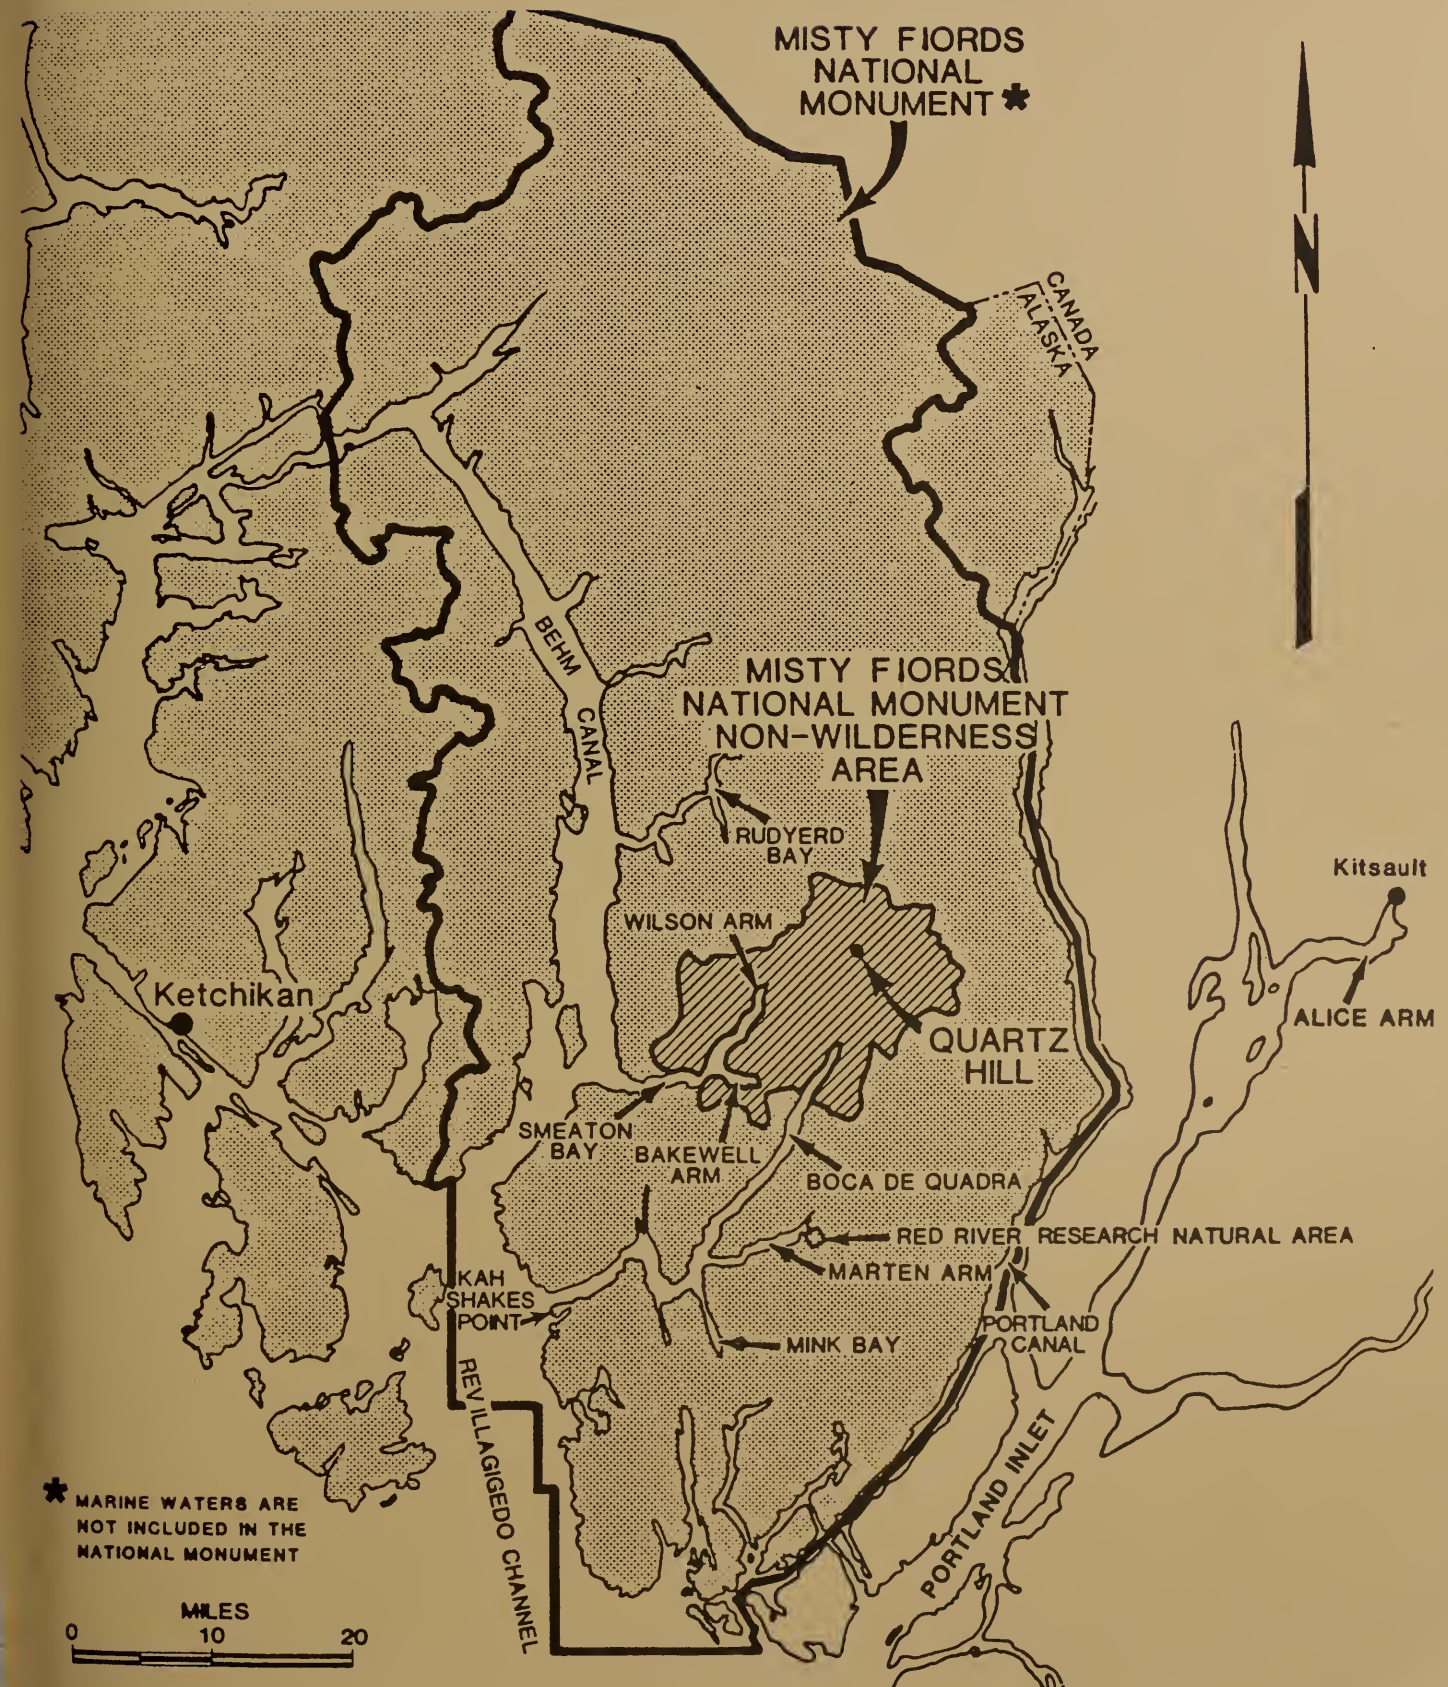 MISTY FIORDS
NATIONAL
MONUMENT *
N
CANADA
ALASKA
BEHM
CANAL
MISTY FIORDS
NATIONAL MONUMENT
NON-WILDERNESS
AREA
RUDYERD
BAY
Kitsault
WILSON ARM
Ketchikan
ALICE ARM
QUARTZ
HILL
SMEATON
BAY
BAKEWELL
ARM
BOCA DE QUADRA
RED RIVER RESEARCH NATURAL AREA
MARTEN ARM
KAH
SHAKES
POINT
PORTLAND
CANAL
MINK BAY
REVILLAGIGEDO CHANNEL
PORTLAND INLET
* MARINE WATERS ARE
NOT INCLUDED IN THE
NATIONAL MONUMENT
MILES
0 10 20